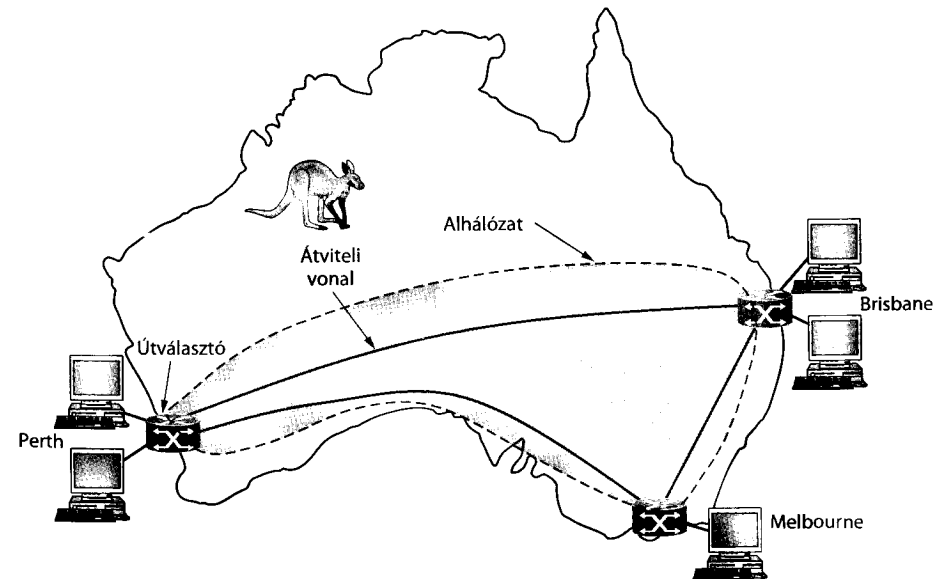 Alhálózat
Átviteli
vonal
Brisbane
Útválasztó
Perth
Melbourne